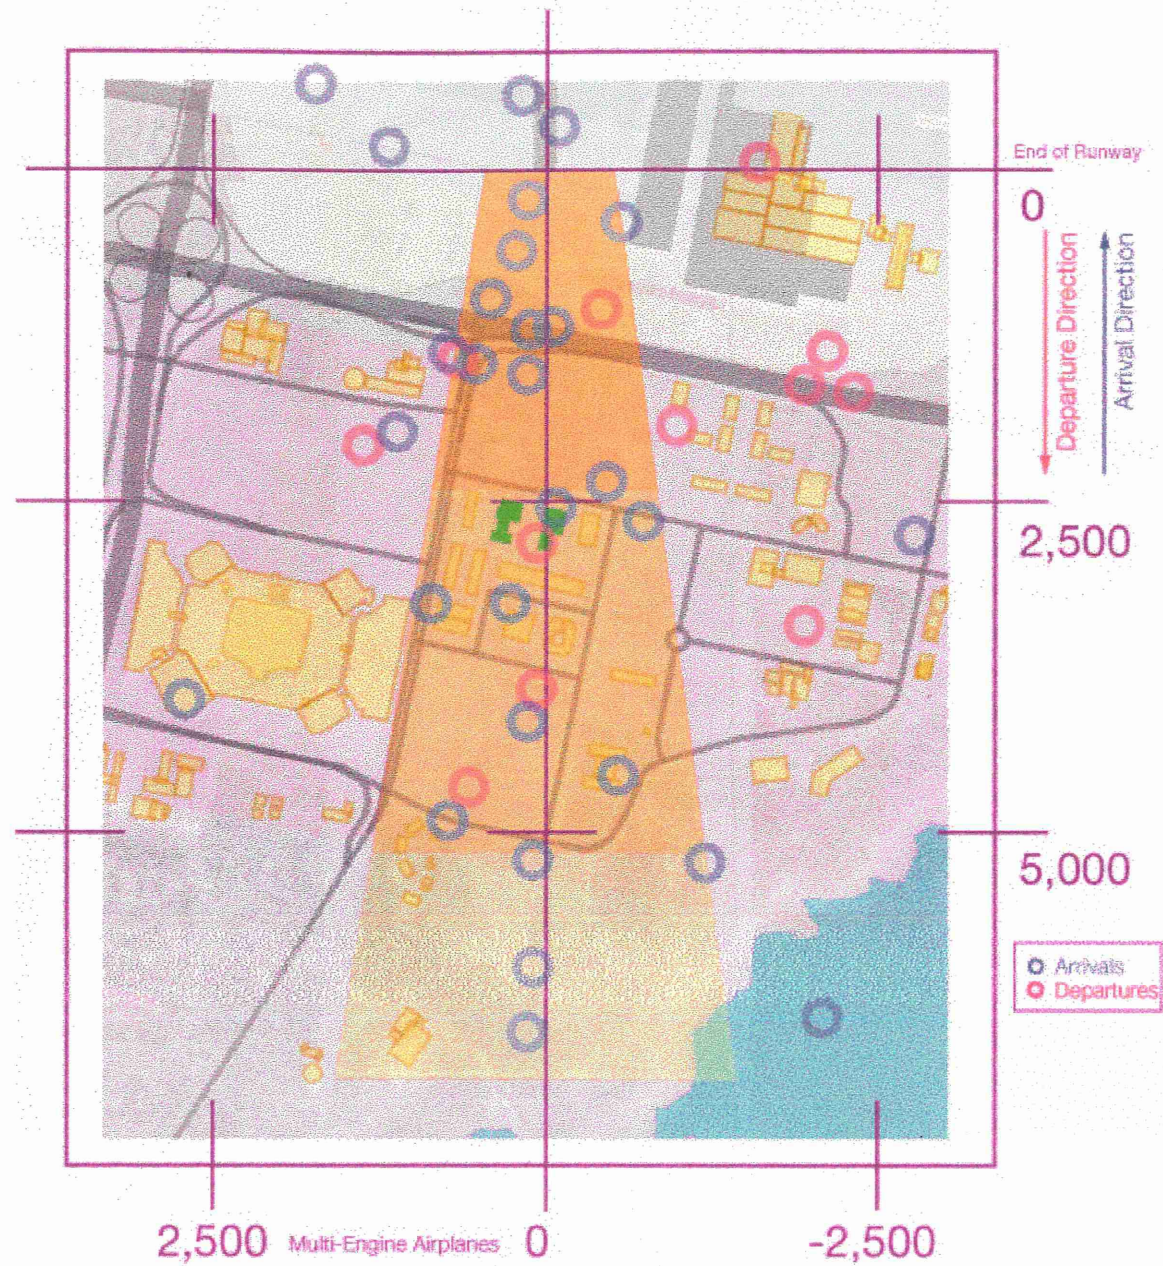 End of Runway
0
Departure Direction
Arrival Direction
2,500
5,000
Arrivals
Departures
2,500
Multi-Engine Airplanes
0
-2,500